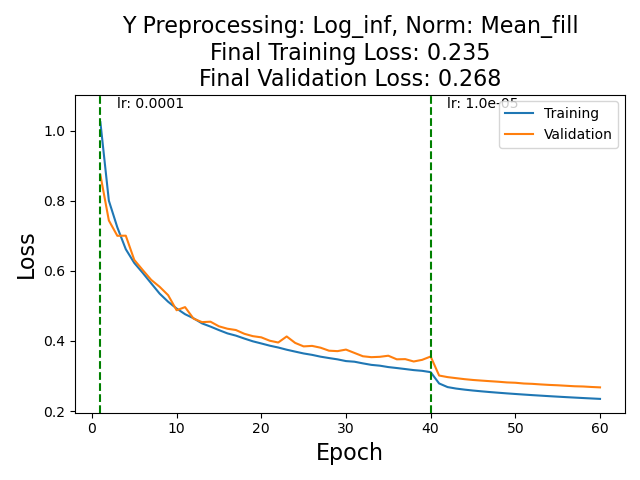 Y Preprocessing: Log_inf, Norm: Mean_fill
Final Training Loss: 0.235
Final Validation Loss: 0.268
lr: 0.0001
lr: 1.0e-05
Training
Validation
1.0
0.8
0.6
0.4
0.2
Loss
0
10
20
30
40
50
60
Epoch